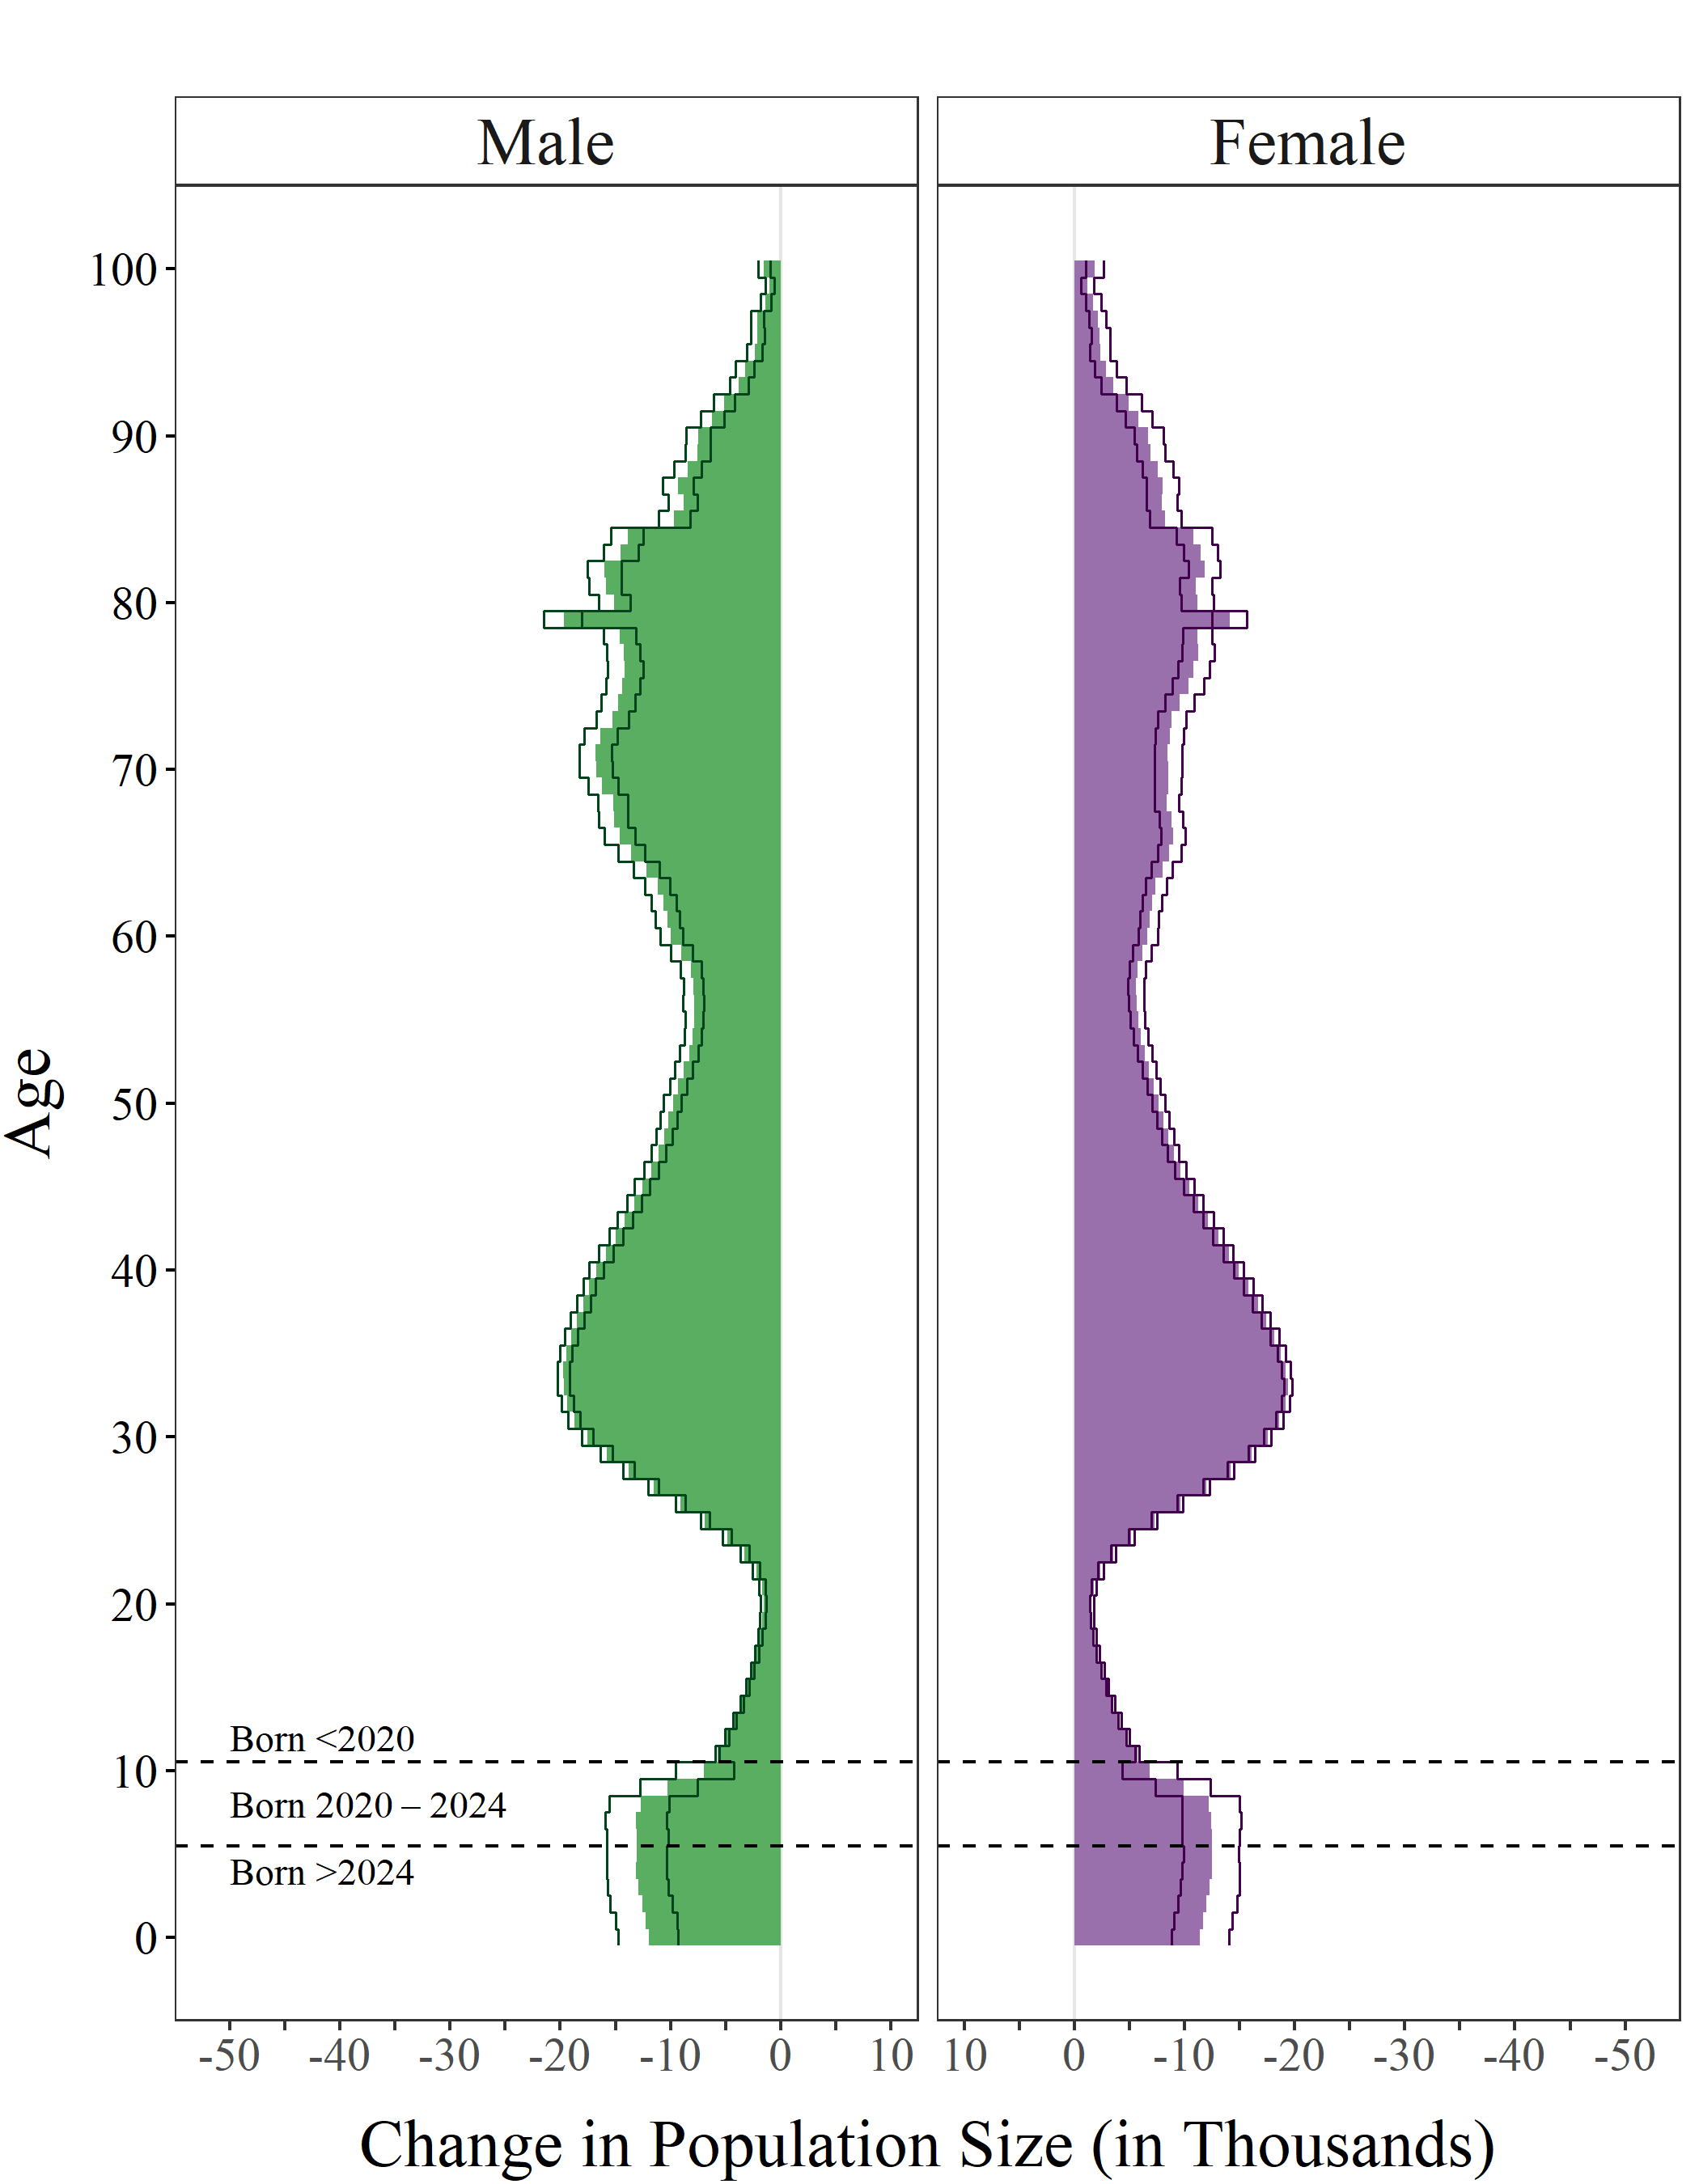 Male Female
100
90
80
70
60
50
40
30
20
10
0
Age
Born <2020
Born 2020 – 2024
Born >2024
-50 -40 -30 -20 -10 0 10 10 0 -10 -20 -30 -40 -50
Change in Population Size (in Thousands)